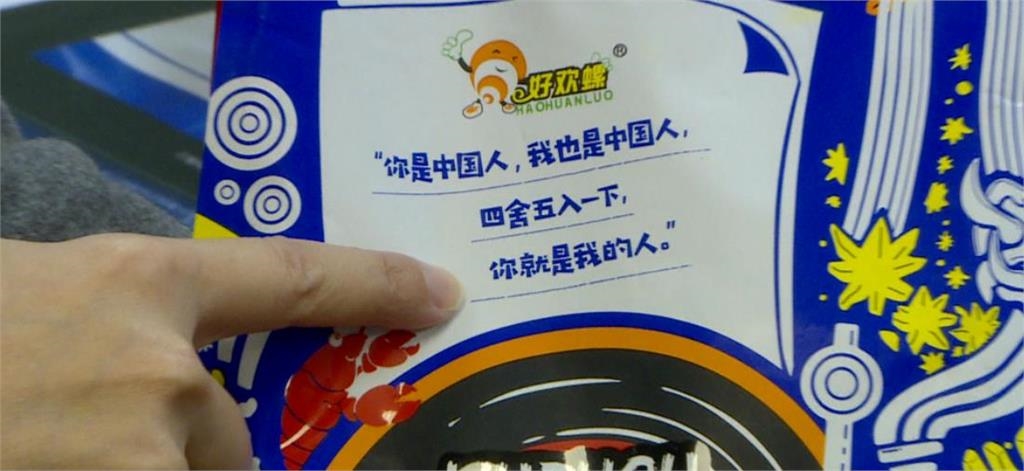 好欢螺®
HAOHUANLUO
“你是中国人，我也是中国人，
四舍五入一下，
你就是我的人。”